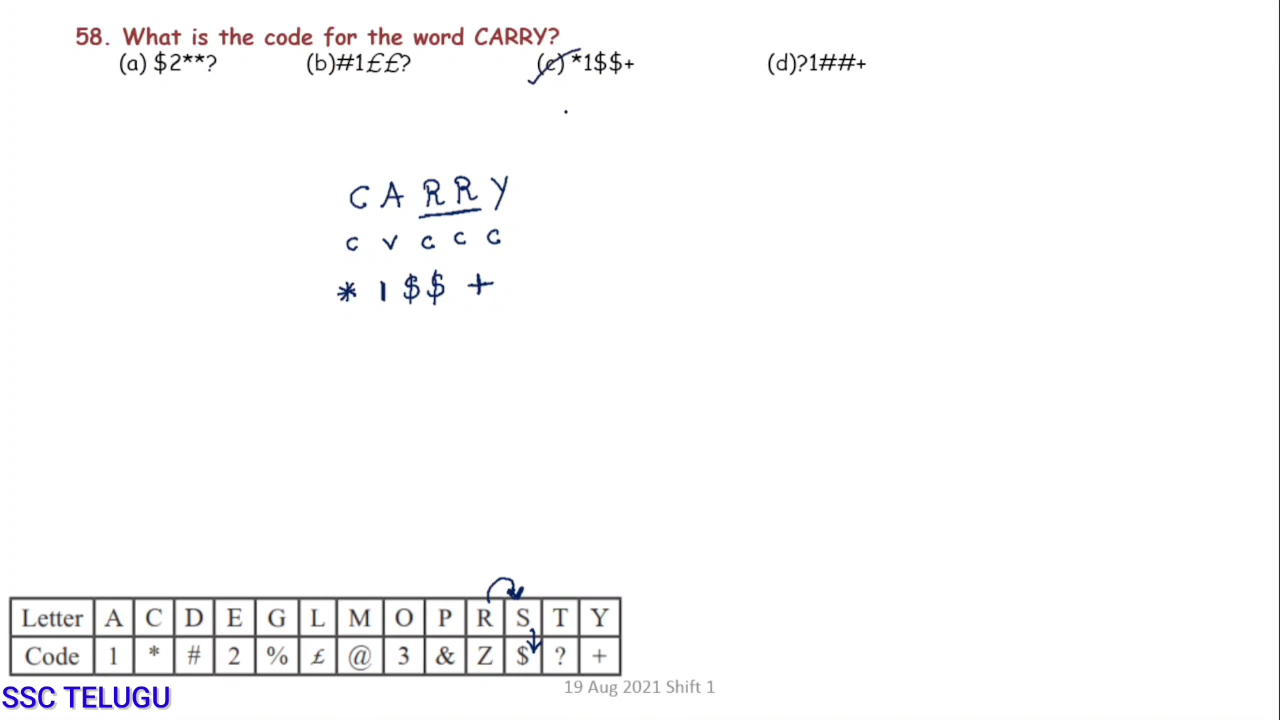 58. What is the code for the word CARRY?
(a) $2**? (b)#1££? (c) *1$$+ (d)?1##+
C A R R Y
C V C C C
* 1 $ $ +
Letter A C D E G L M O P R S T Y
Code 1 * # 2 % £ @ 3 & Z $ ? +
19 Aug 2021 Shift 1
SSC TELUGU